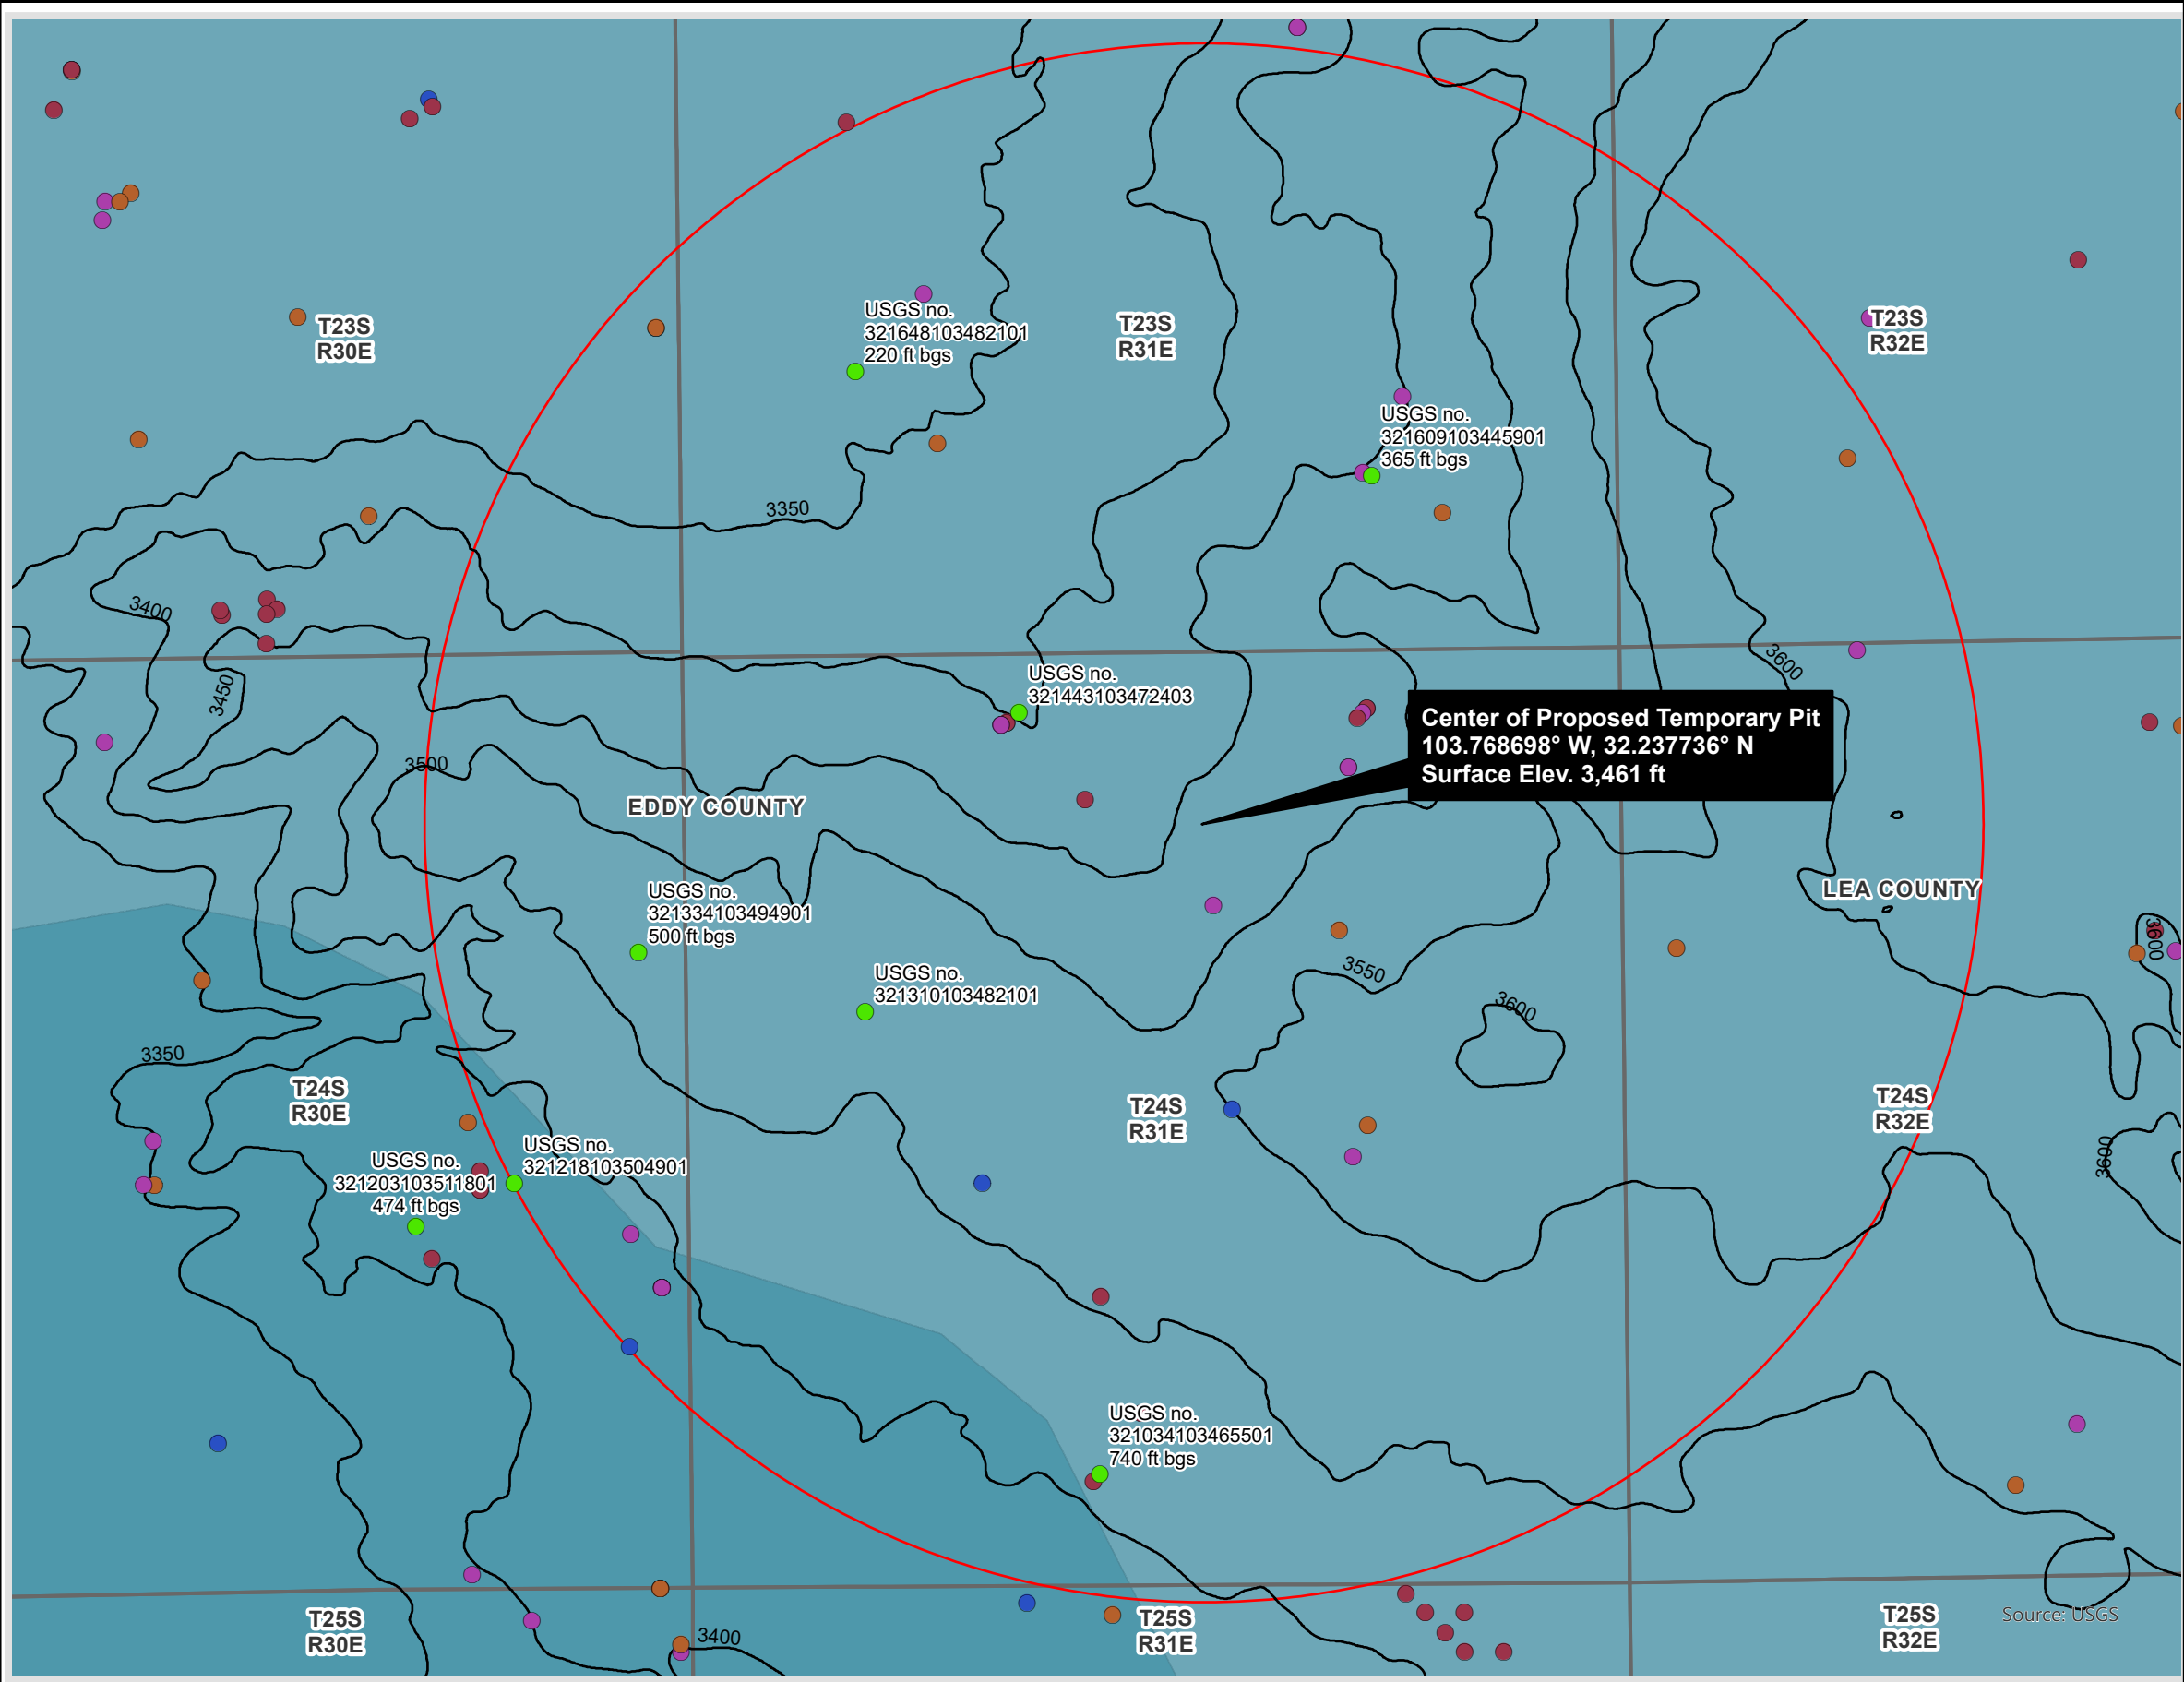 USGS no.
321648103482101
220 ft bgs
T23S
R30E
T23S
R31E
T23S
R32E
USGS no.
321609103445901
365 ft bgs
3350
3400
3450
3600
USGS no.
321443103472403
Center of Proposed Temporary Pit
103.768698° W, 32.237736° N
Surface Elev. 3,461 ft
3500
EDDY COUNTY
LEA COUNTY
USGS no.
321334103494901
500 ft bgs
3600
USGS no.
321310103482101
3550
3600
3350
T24S
R30E
T24S
R31E
T24S
R32E
3600
USGS no.
321218103504901
USGS no.
321203103511801
474 ft bgs
USGS no.
321034103465501
740 ft bgs
T25S
R30E
3400
T25S
R31E
T25S
R32E
Source: USGS